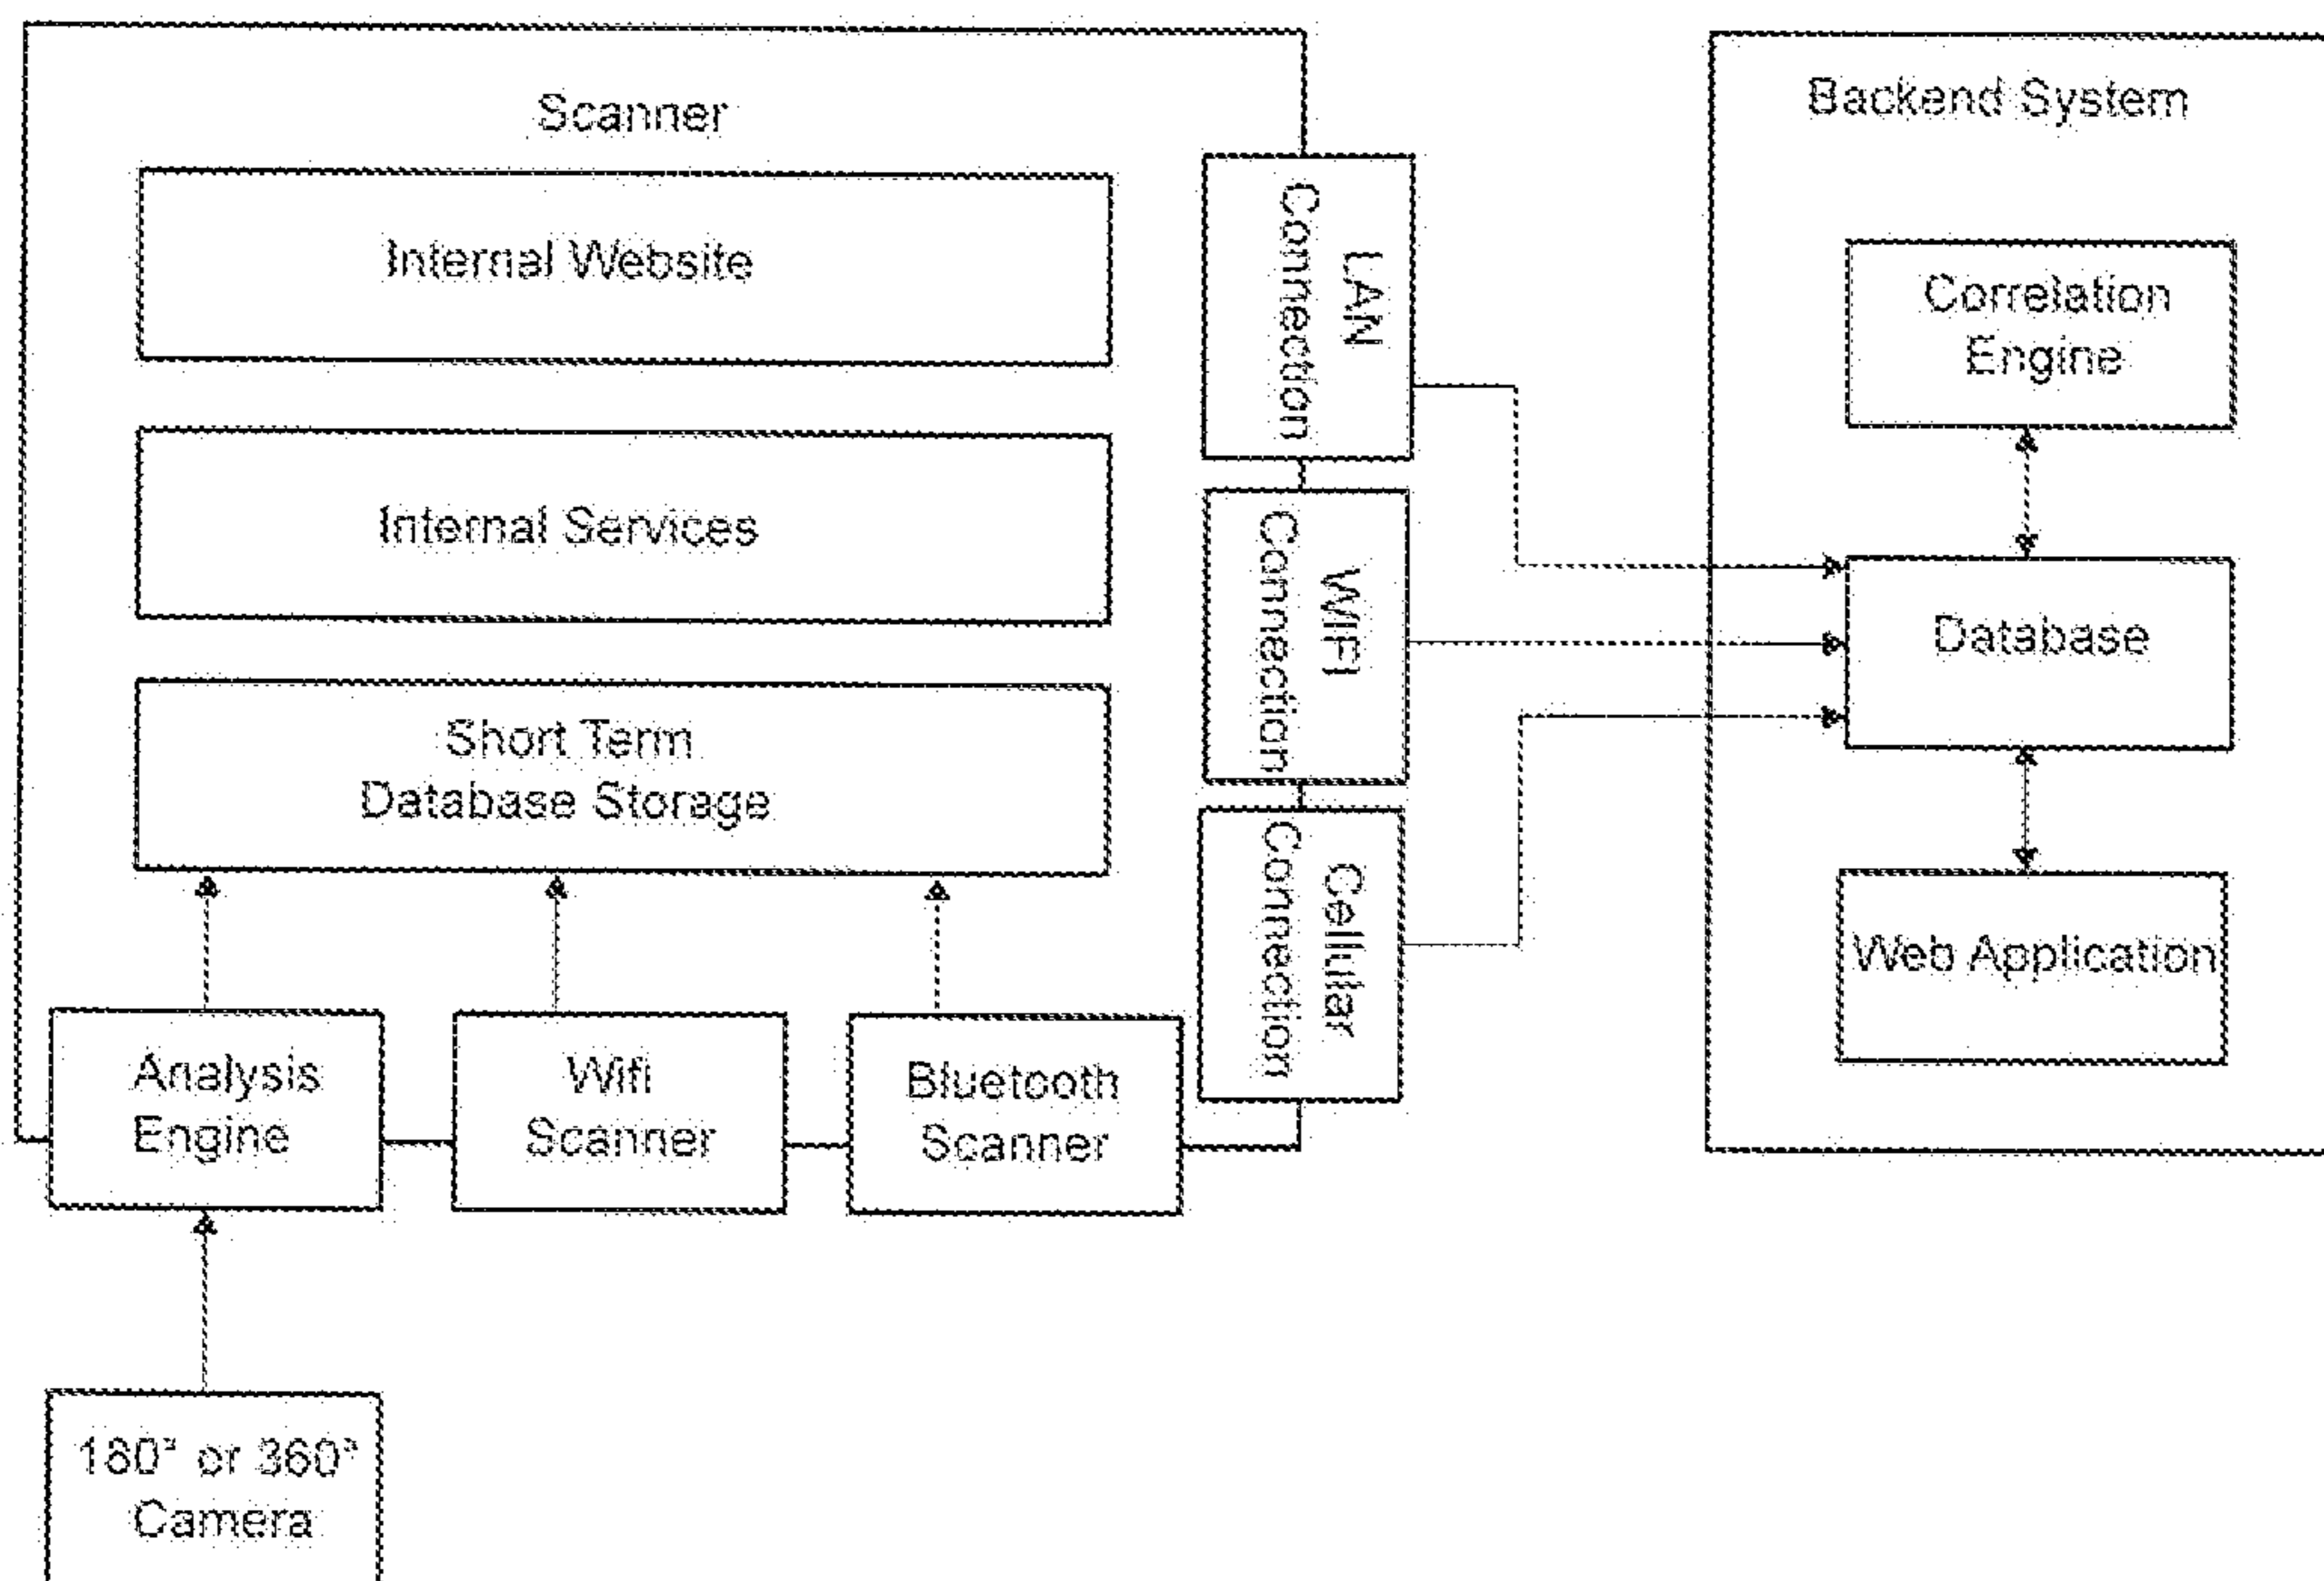 Scanner
Internal Website
Internal Services
Short Term
Database Storage
Analysis
Engine
Wifi
Scanner
Bluetooth
Scanner
180° or 360°
Camera
LAN
Connection
WIFI
Connection
Cellular
Connection
Backend System
Correlation
Engine
Database
Web Application